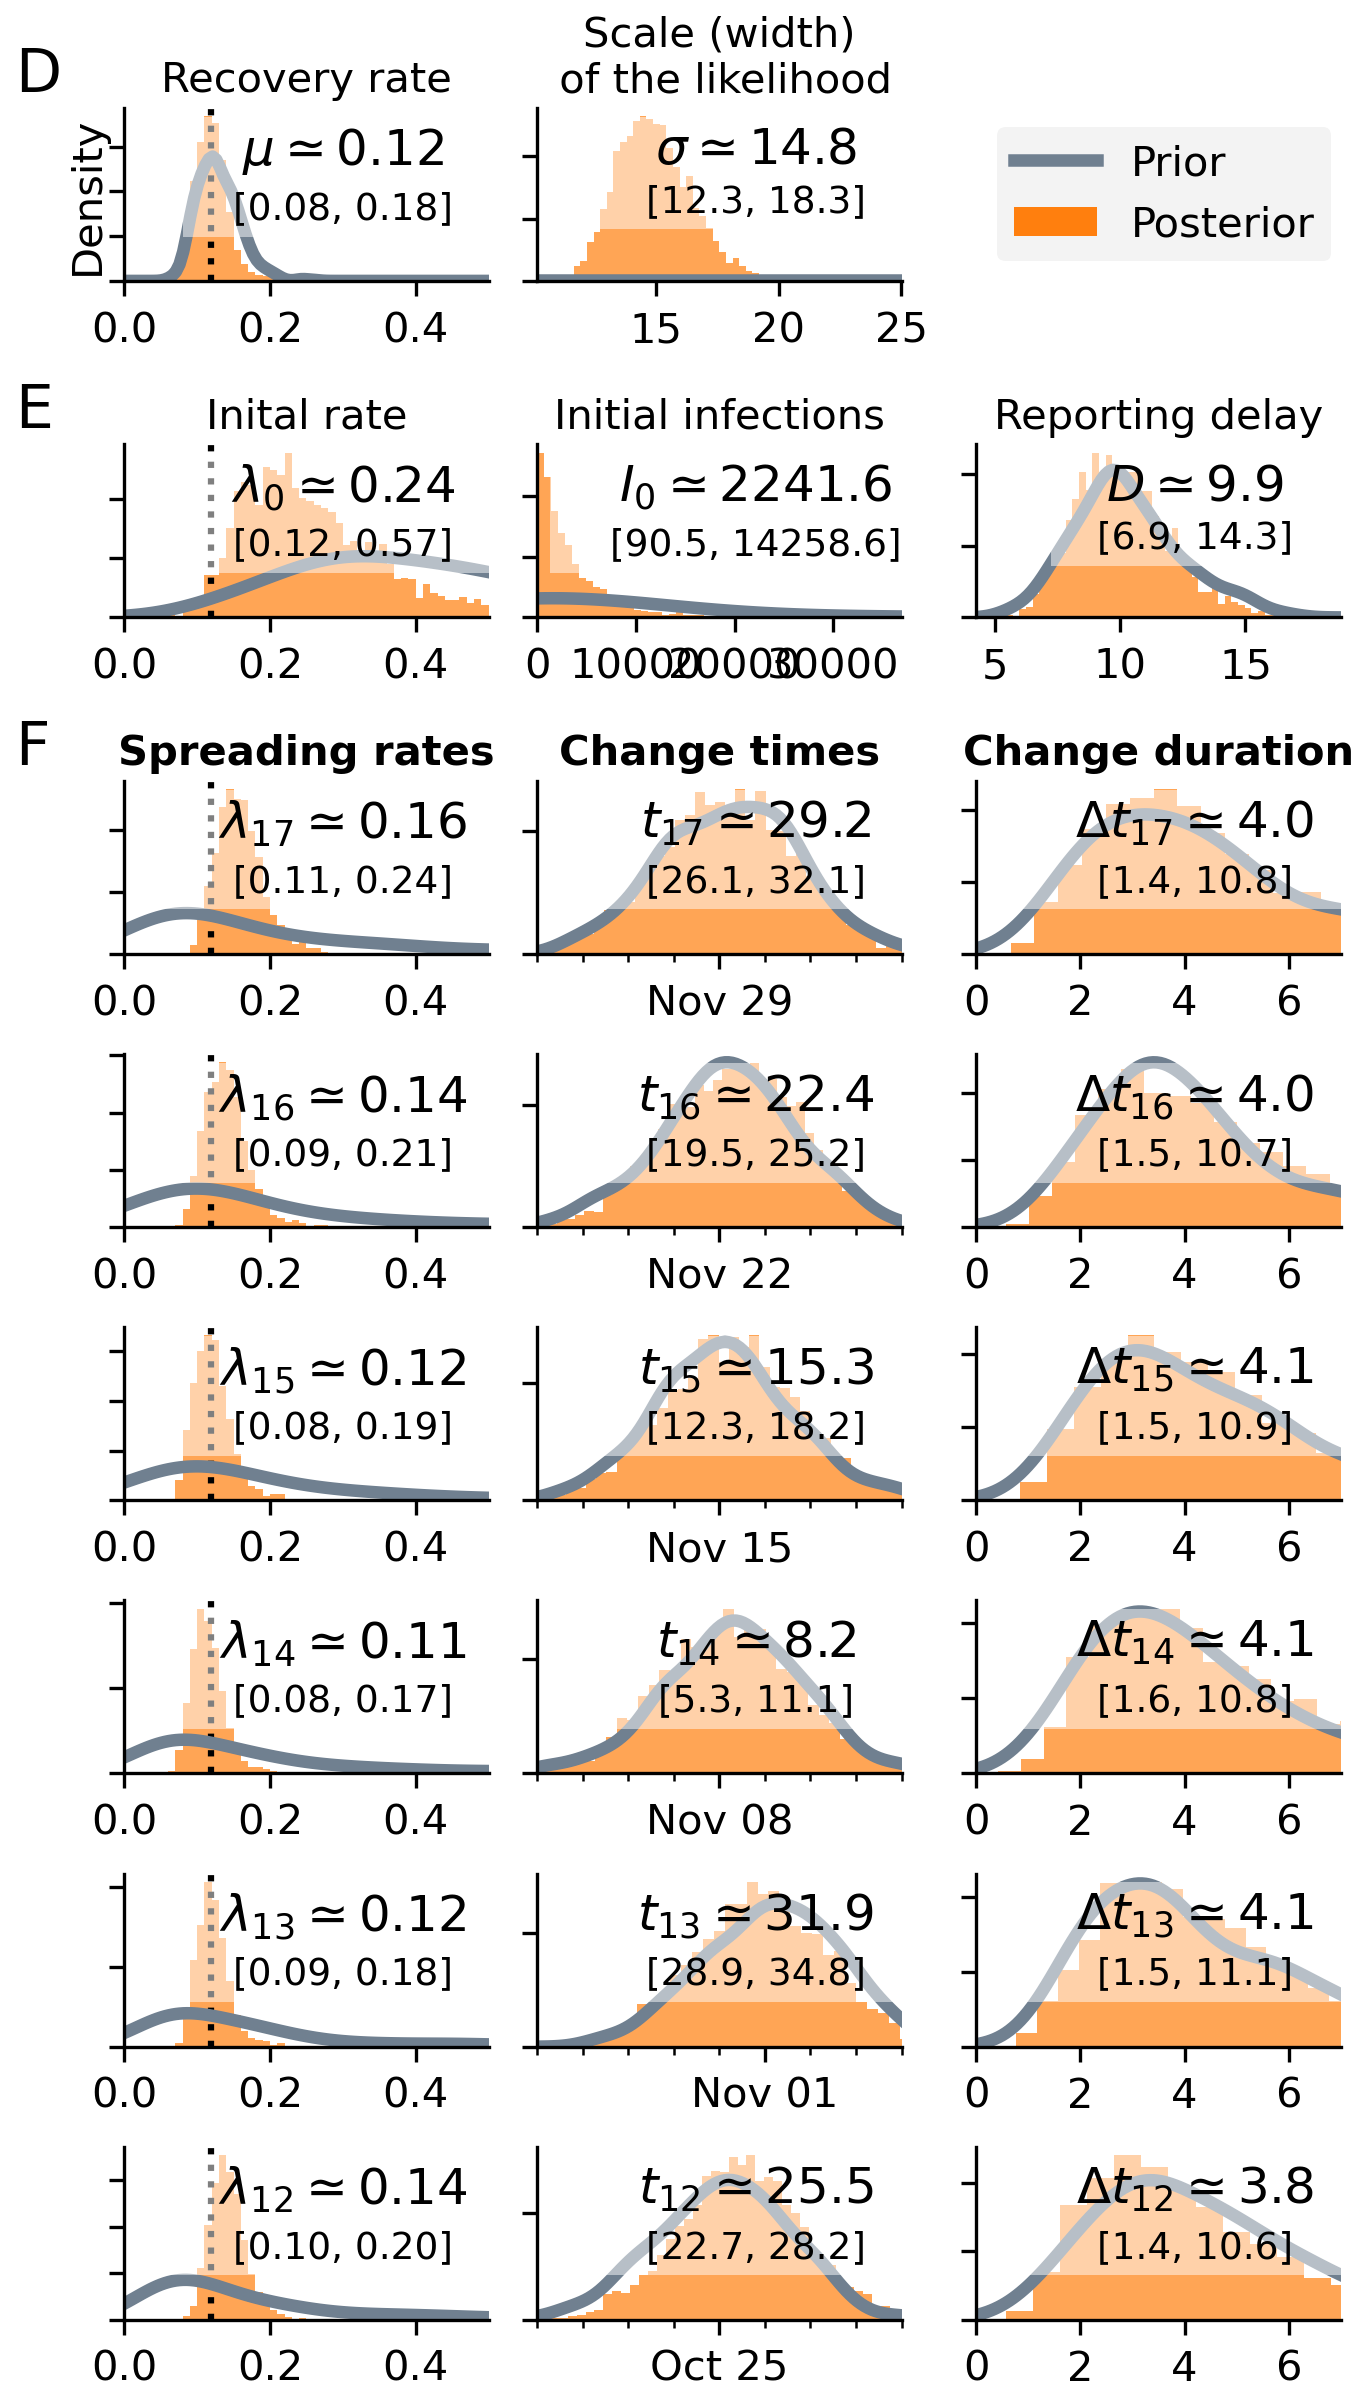 D
Recovery rate
Scale (width)
of the likelihood
Density
μ ≃ 0.12
[0.08, 0.18]
σ ≃ 14.8
[12.3, 18.3]
Prior
Posterior
0.0 0.2 0.4
15 20 25
E
Inital rate
Initial infections
Reporting delay
λ0 ≃ 0.24
[0.12, 0.57]
I0 ≃ 2241.6
[90.5, 14258.6]
D ≃ 9.9
[6.9, 14.3]
0.0 0.2 0.4
0 10000 20000 30000
5 10 15
F
Spreading rates
Change times
Change duration
λ17 ≃ 0.16
[0.11, 0.24]
t17 ≃ 29.2
[26.1, 32.1]
Δt17 ≃ 4.0
[1.4, 10.8]
0.0 0.2 0.4
Nov 29
0 2 4 6
λ16 ≃ 0.14
[0.09, 0.21]
t16 ≃ 22.4
[19.5, 25.2]
Δt16 ≃ 4.0
[1.5, 10.7]
0.0 0.2 0.4
Nov 22
0 2 4 6
λ15 ≃ 0.12
[0.08, 0.19]
t15 ≃ 15.3
[12.3, 18.2]
Δt15 ≃ 4.1
[1.5, 10.9]
0.0 0.2 0.4
Nov 15
0 2 4 6
λ14 ≃ 0.11
[0.08, 0.17]
t14 ≃ 8.2
[5.3, 11.1]
Δt14 ≃ 4.1
[1.6, 10.8]
0.0 0.2 0.4
Nov 08
0 2 4 6
λ13 ≃ 0.12
[0.09, 0.18]
t13 ≃ 31.9
[28.9, 34.8]
Δt13 ≃ 4.1
[1.5, 11.1]
0.0 0.2 0.4
Nov 01
0 2 4 6
λ12 ≃ 0.14
[0.10, 0.20]
t12 ≃ 25.5
[22.7, 28.2]
Δt12 ≃ 3.8
[1.4, 10.6]
0.0 0.2 0.4
Oct 25
0 2 4 6